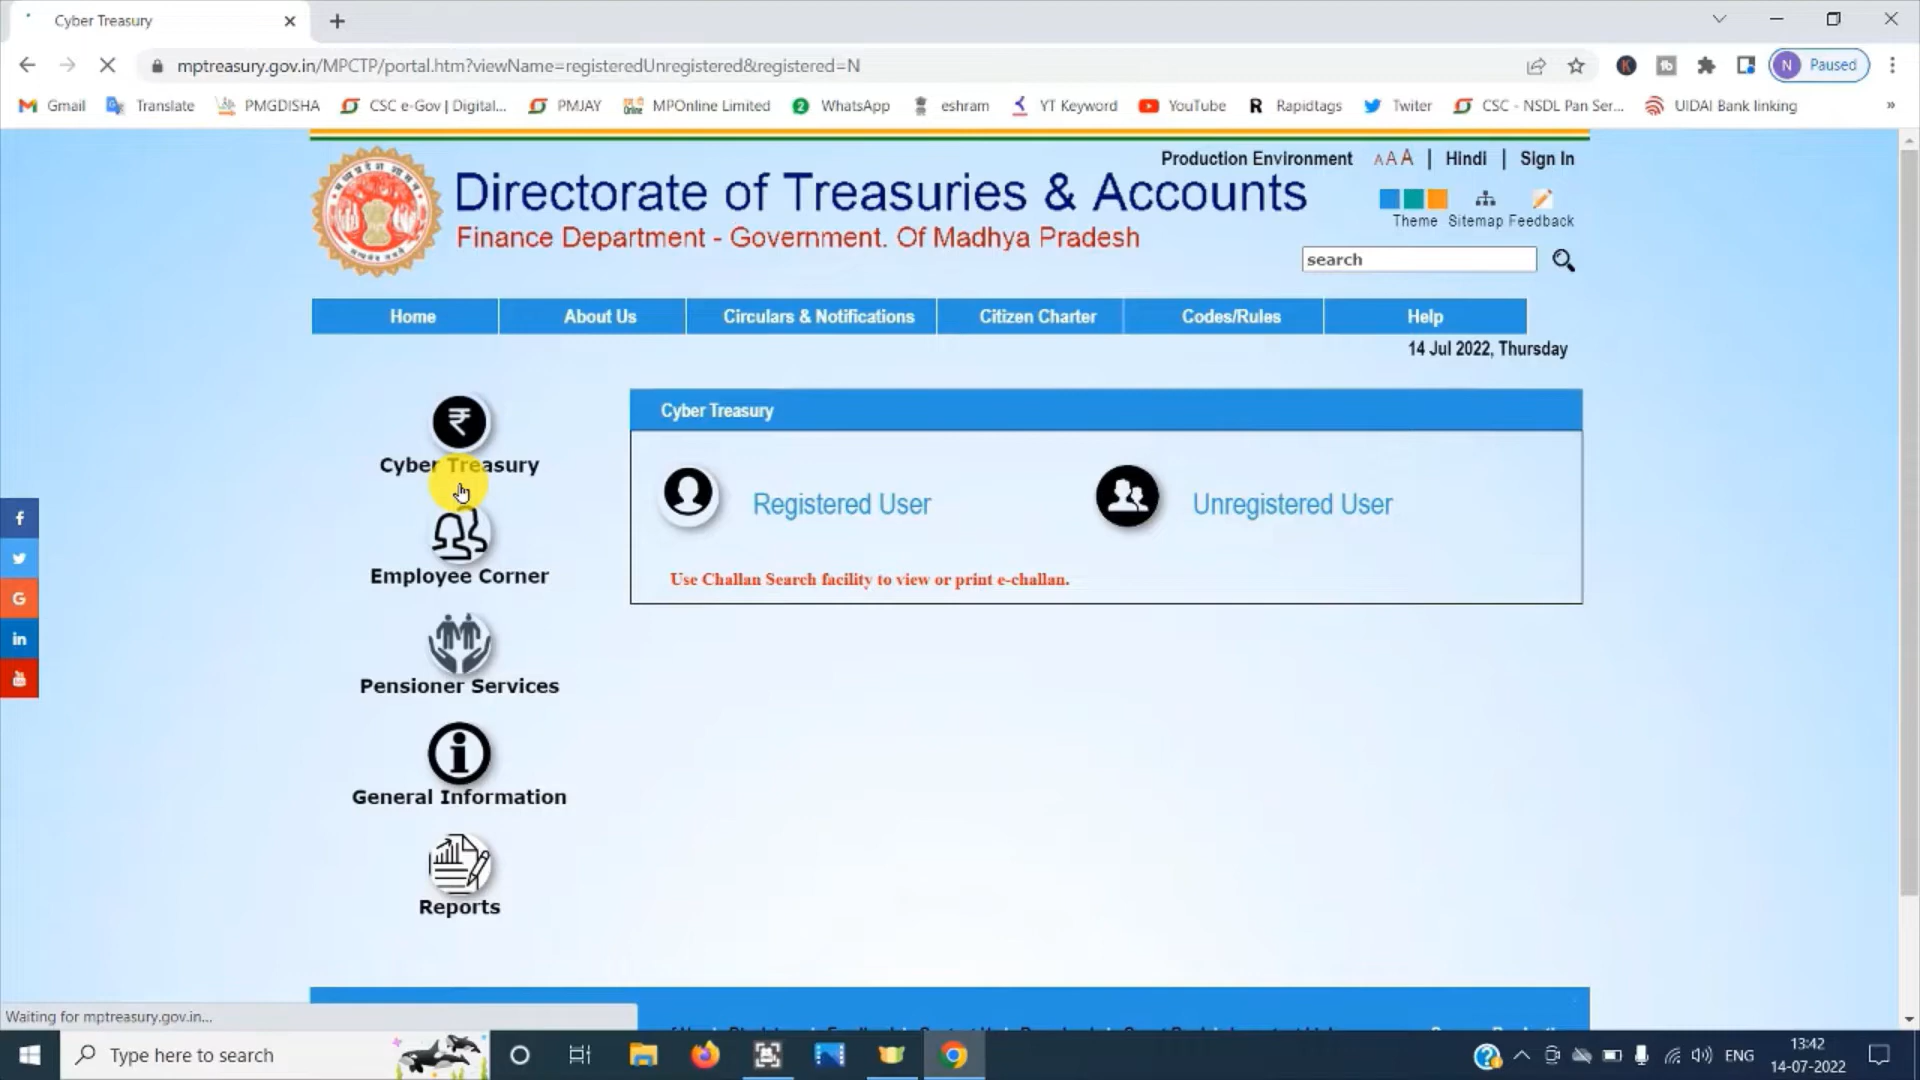 Cyber Treasury
mptreasury.gov.in/MPCTP/portal.htm?viewName=registeredUnregistered&registered=N
N Paused
Gmail Translate PMGDISHA CSC e-Gov | Digital... PMJAY MPOnline Limited WhatsApp eshram YT Keyword YouTube Rapidtags Twiter CSC - NSDL Pan Ser... UIDAI Bank linking »
Production Environment A A A | Hindi | Sign In
Directorate of Treasuries & Accounts
Finance Department - Government. Of Madhya Pradesh
Theme Sitemap Feedback
search
Home About Us Circulars & Notifications Citizen Charter Codes/Rules Help
14 Jul 2022, Thursday
Cyber Treasury
Employee Corner
Pensioner Services
General Information
Reports
Cyber Treasury
Registered User Unregistered User
Use Challan Search facility to view or print e-challan.
Waiting for mptreasury.gov.in...
Type here to search
ENG
13:42
14-07-2022